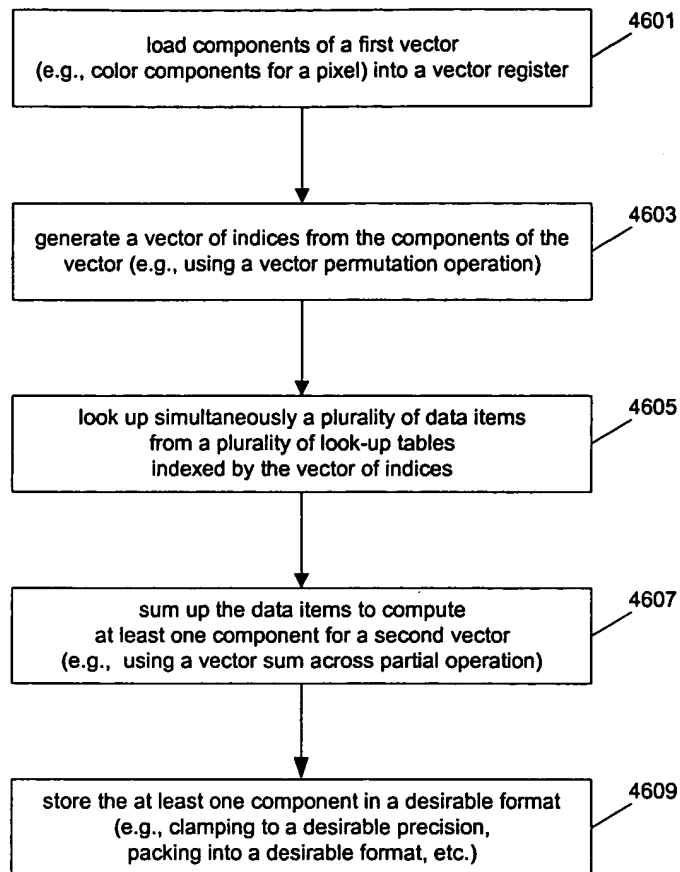 4601
load components of a first vector
(e.g., color components for a pixel) into a vector register
4603
generate a vector of indices from the components of the
vector (e.g., using a vector permutation operation)
4605
look up simultaneously a plurality of data items
from a plurality of look-up tables
indexed by the vector of indices
4607
sum up the data items to compute
at least one component for a second vector
(e.g., using a vector sum across partial operation)
4609
store the at least one component in a desirable format
(e.g., clamping to a desirable precision,
packing into a desirable format, etc.)